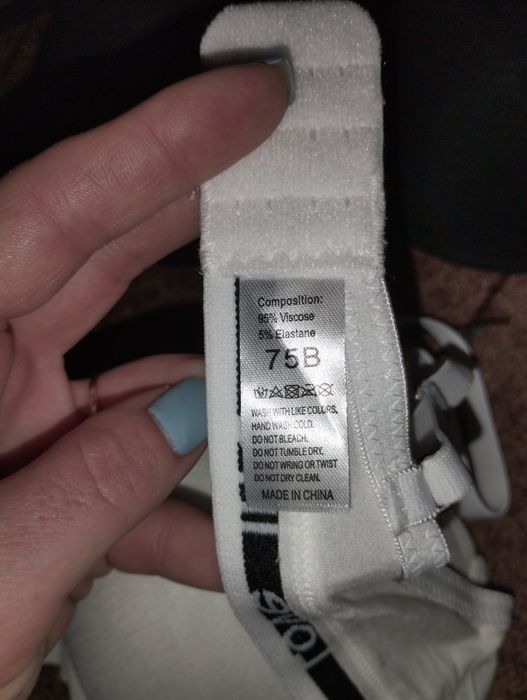 Composition:
95% Viscose
5% Elastane
75B
WASH WITH LIKE COLURS.
HAND WASH COLD.
DO NOT BLEACH.
DO NOT TUMBLE DRY.
DO NOT WRING OR TWIST
DO NOT DRY CLEAN.
MADE IN CHINA